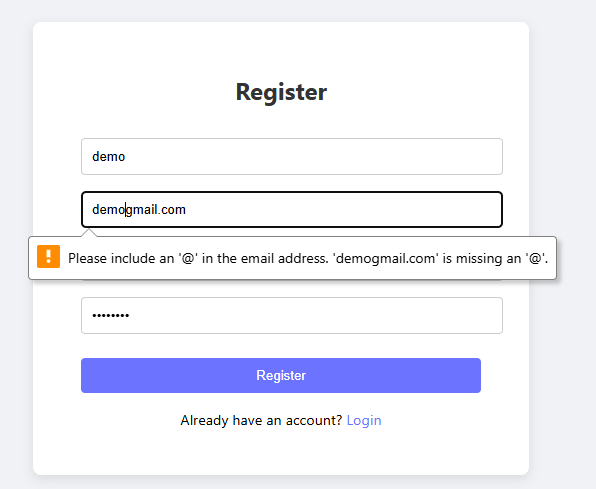 Register
demo
demogmail.com
Please include an '@' in the email address. 'demogmail.com' is missing an '@'.
••••••••
Register
Already have an account? Login